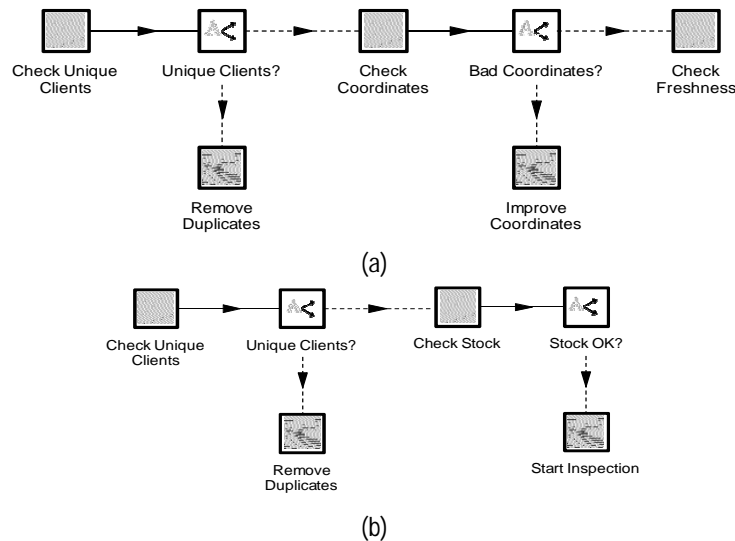 Check Unique
Clients
Unique Clients?
Check
Coordinates
Bad Coordinates?
Check
Freshness
Remove
Duplicates
Improve
Coordinates
(a)
Check Unique
Clients
Unique Clients?
Check Stock
Stock OK?
Remove
Duplicates
Start Inspection
(b)